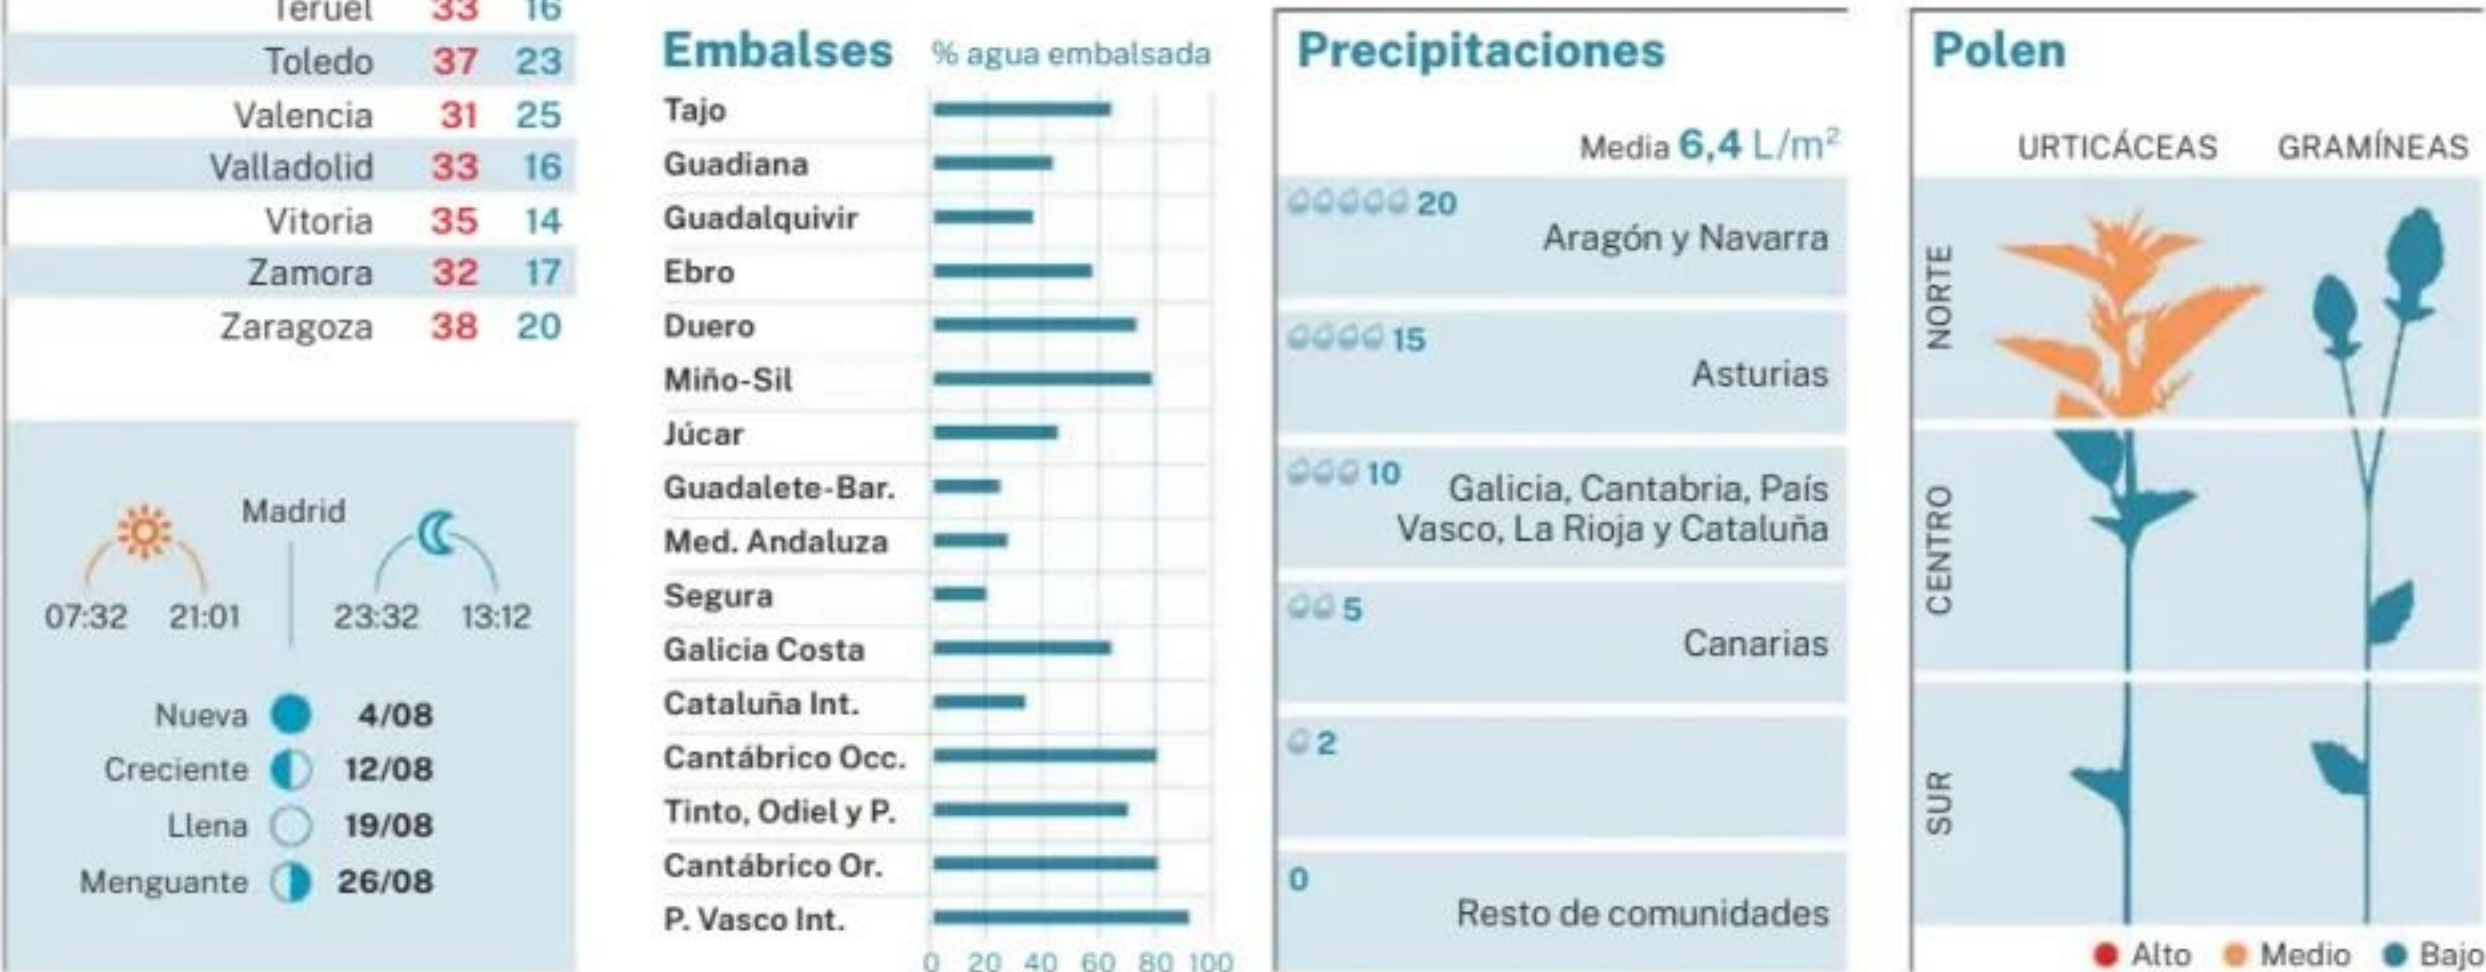 Teruel 33 16
Toledo 37 23
Valencia 31 25
Valladolid 33 16
Vitoria 35 14
Zamora 32 17
Zaragoza 38 20
Madrid
07:32 21:01 23:32 13:12
Nueva 4/08
Creciente 12/08
Llena 19/08
Menguante 26/08
Embalses % agua embalsada
Tajo
Guadiana
Guadalquivir
Ebro
Duero
Miño-Sil
Júcar
Guadalete-Bar.
Med. Andaluza
Segura
Galicia Costa
Cataluña Int.
Cantábrico Occ.
Tinto, Odiel y P.
Cantábrico Or.
P. Vasco Int.
0 20 40 60 80 100
Precipitaciones
Media 6,4 L/m²
20
Aragón y Navarra
15
Asturias
10
Galicia, Cantabria, País
Vasco, La Rioja y Cataluña
5
Canarias
2
0
Resto de comunidades
Polen
URTICÁCEAS GRAMÍNEAS
NORTE
CENTRO
SUR
Alto Medio Bajo